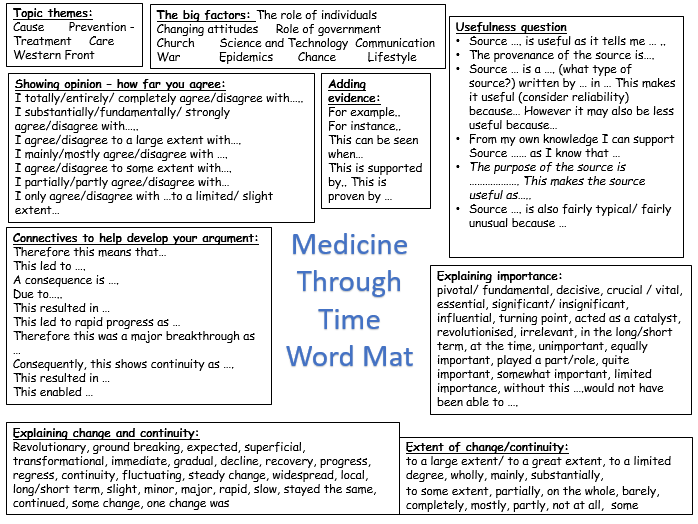 Topic themes:
Cause Prevention -
Treatment Care
Western Front
The big factors: The role of individuals
Changing attitudes Role of government
Church Science and Technology Communication
War Epidemics Chance Lifestyle
Usefulness question
• Source …, is useful as it tells me … ,,
• The provenance of the source is…,
• Source … is a …, (what type of
source?) written by … in … This makes
it useful (consider reliability)
because… However it may also be less
useful because…
• From my own knowledge I can support
Source …… as I know that …
• The purpose of the source is
………………., This makes the source
useful as…,,
• Source …, is also fairly typical/ fairly
unusual because …
Showing opinion – how far you agree:
I totally/entirely/ completely agree/disagree with…,,
I substantially/fundamentally/ strongly
agree/disagree with…,,
I agree/disagree to a large extent with…,
I mainly/mostly agree/disagree with …,
I agree/disagree to some extent with…,
I partially/partly agree/disagree with…
I only agree/disagree with …to a limited/ slight
extent…
Adding
evidence:
For example,,
For instance,,
This can be seen
when…
This is supported
by,, This is
proven by …
Connectives to help develop your argument:
Therefore this means that…
This led to …,
A consequence is …,
Due to…,,
This resulted in …
This led to rapid progress as …
Therefore this was a major breakthrough as
…
Consequently, this shows continuity as …,
This resulted in …
This enabled …
Medicine
Through
Time
Word Mat
Explaining importance:
pivotal/ fundamental, decisive, crucial / vital,
essential, significant/ insignificant,
influential, turning point, acted as a catalyst,
revolutionised, irrelevant, in the long/short
term, at the time, unimportant, equally
important, played a part/role, quite
important, somewhat important, limited
importance, without this …,would not have
been able to …,
Explaining change and continuity:
Revolutionary, ground breaking, expected, superficial,
transformational, immediate, gradual, decline, recovery, progress,
regress, continuity, fluctuating, steady change, widespread, local,
long/short term, slight, minor, major, rapid, slow, stayed the same,
continued, some change, one change was
Extent of change/continuity:
to a large extent/ to a great extent, to a limited
degree, wholly, mainly, substantially,
to some extent, partially, on the whole, barely,
completely, mostly, partly, not at all, some